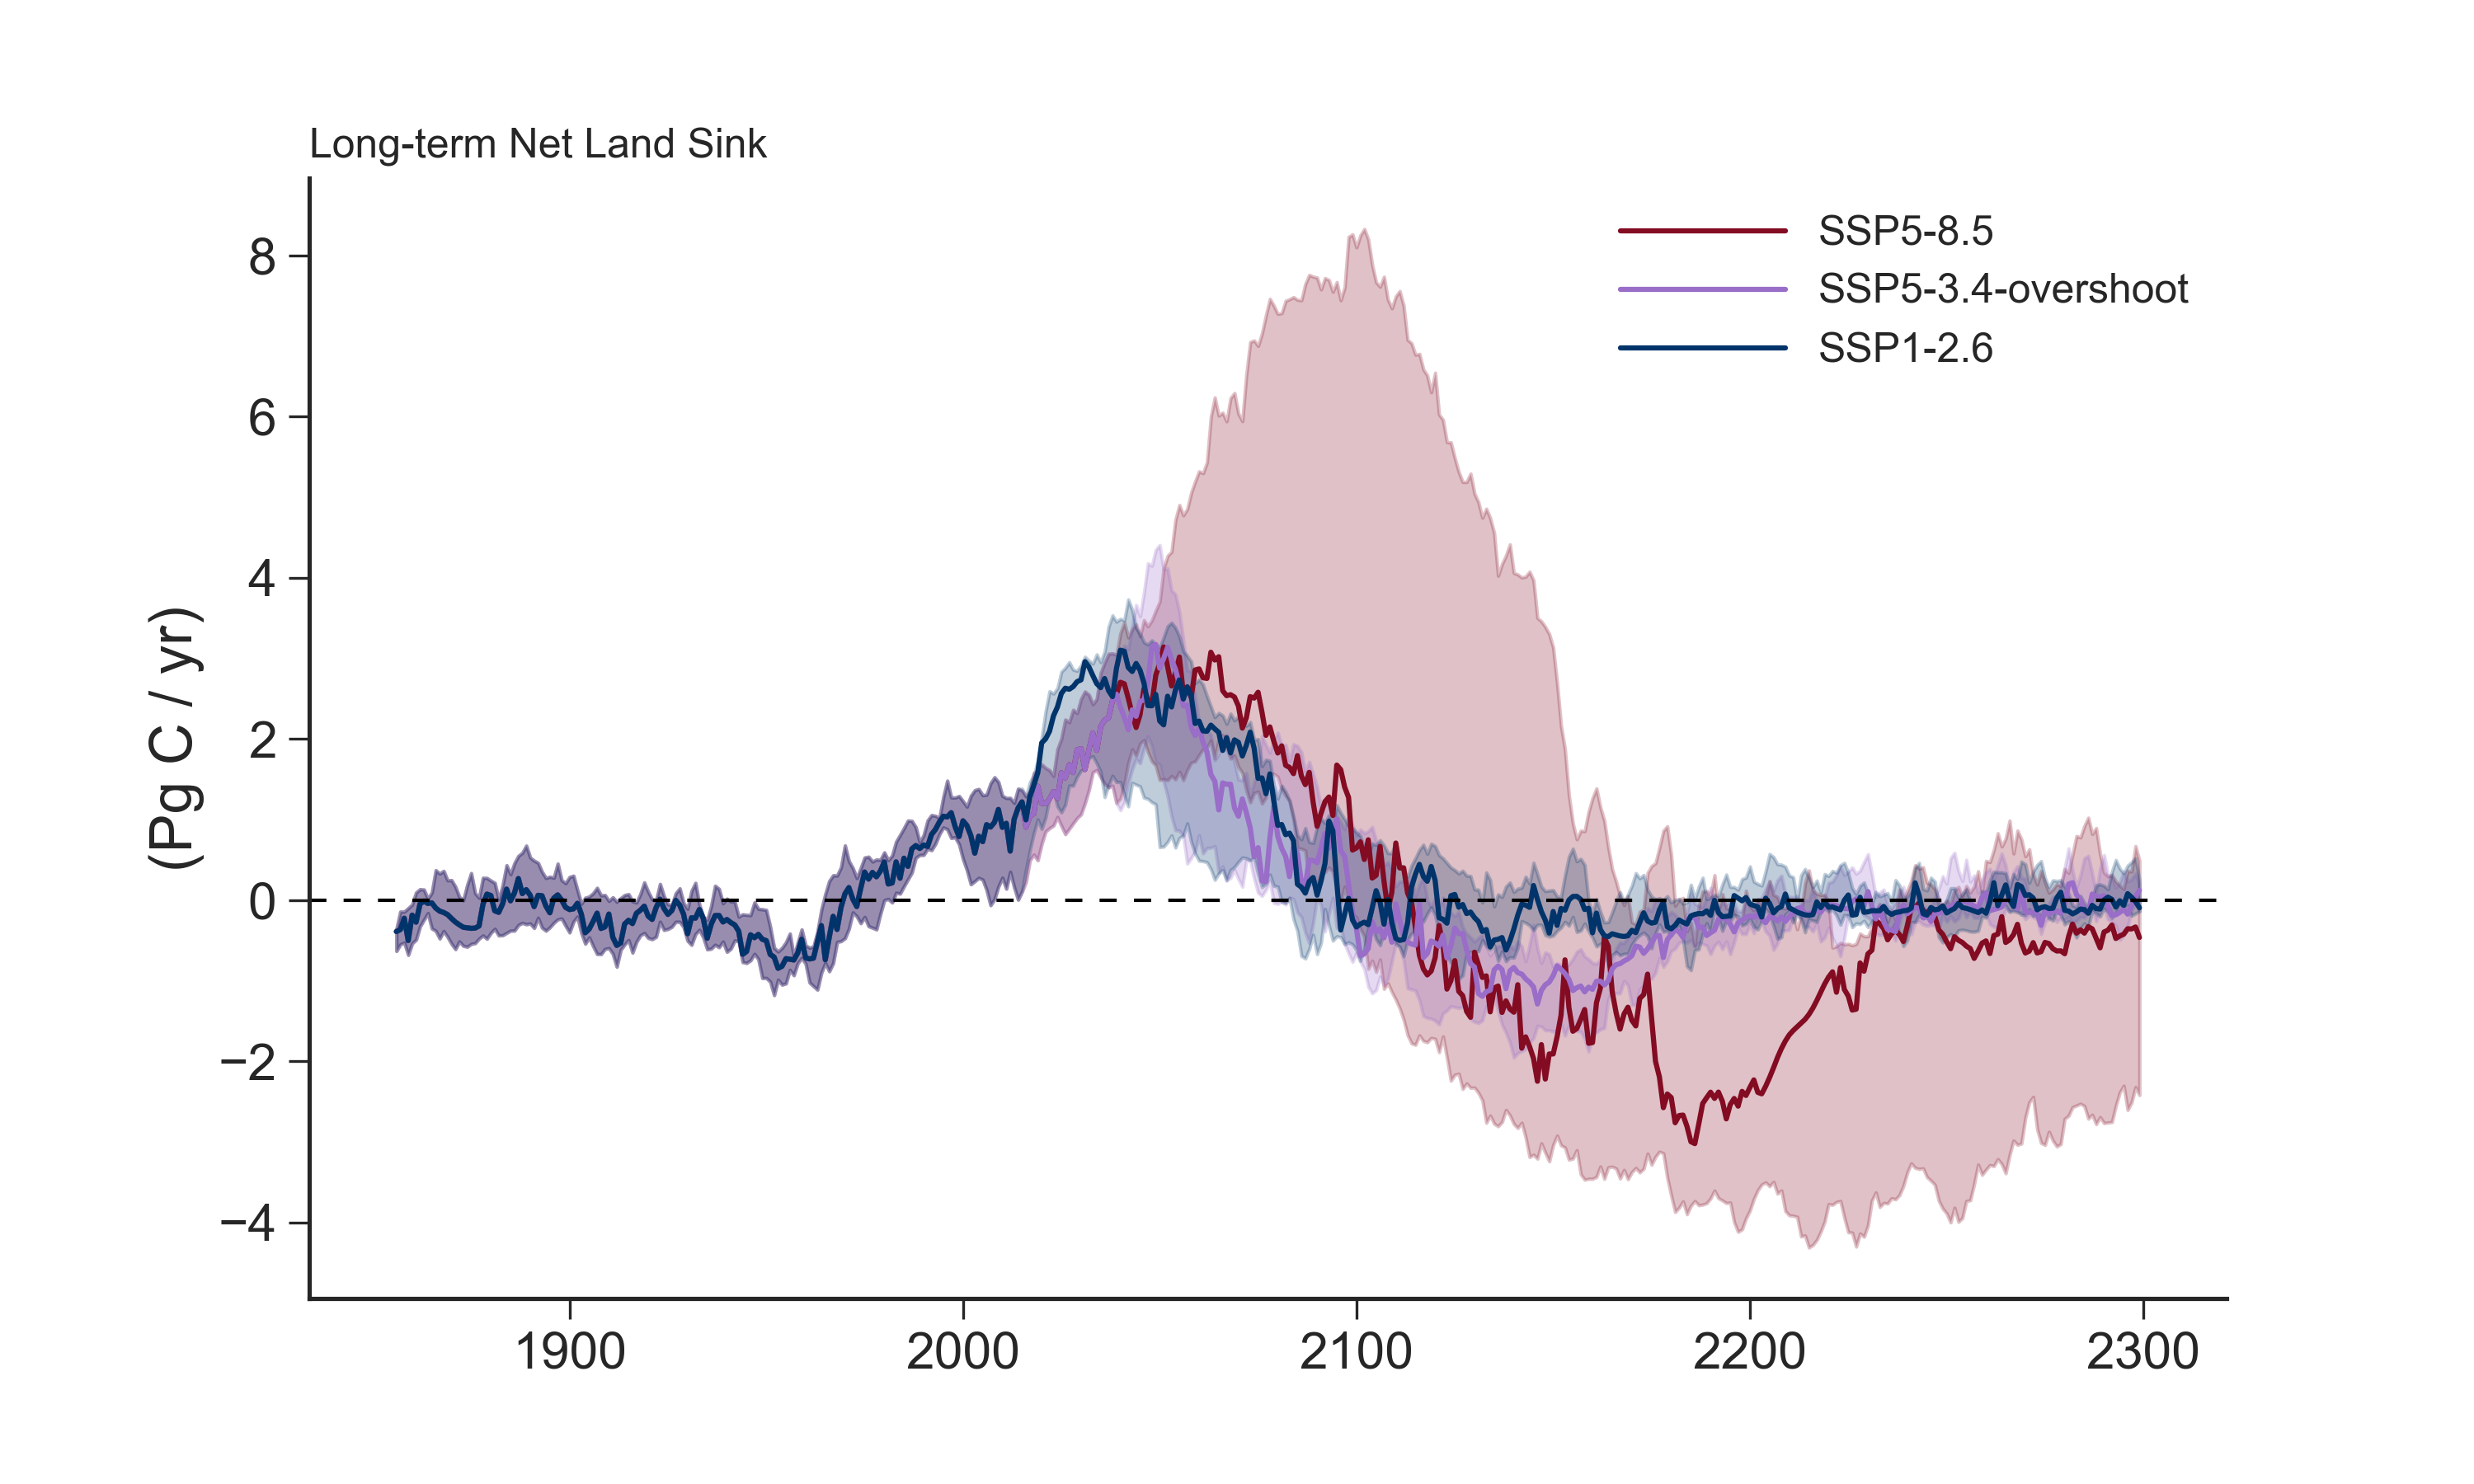 Long-term Net Land Sink
SSP5-8.5
SSP5-3.4-overshoot
SSP1-2.6
(Pg C / yr)
8
6
4
2
0
−2
−4
1900 2000 2100 2200 2300